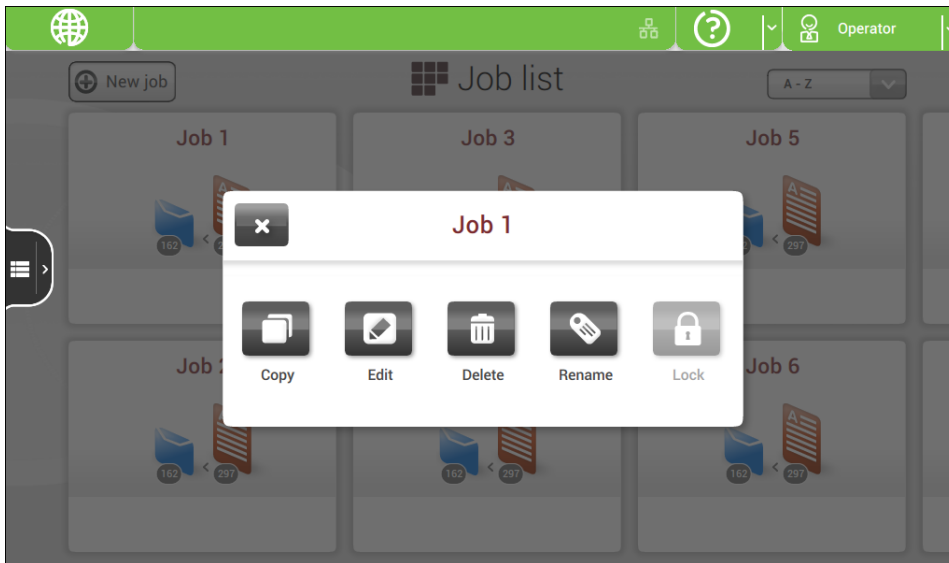 Operator
New job
Job list
A - Z
Job 1
Job 3
Job 5
A
A
A
162
<
2
<
297
Job 1
Copy
Edit
Delete
Rename
Lock
Job 2
Job 6
A
A
A
162
<
297
162
<
297
162
<
297